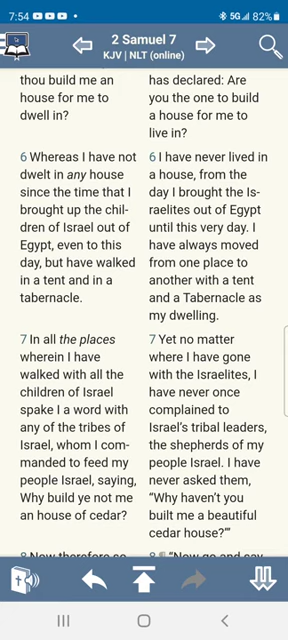 7:54
5G 82%
2 Samuel 7
KJV | NLT (online)
thou build me an
house for me to
dwell in?
6 Whereas I have not
dwelt in any house
since the time that I
brought up the chil-
dren of Israel out of
Egypt, even to this
day, but have walked
in a tent and in a
tabernacle.
7 In all the places
wherein I have
walked with all the
children of Israel
spake I a word with
any of the tribes of
Israel, whom I com-
manded to feed my
people Israel, saying,
Why build ye not me
an house of cedar?
8 Now therefore so
has declared: Are
you the one to build
a house for me to
live in?
6 I have never lived in
a house, from the
day I brought the Is-
raelites out of Egypt
until this very day. I
have always moved
from one place to
another with a tent
and a Tabernacle as
my dwelling.
7 Yet no matter
where I have gone
with the Israelites, I
have never once
complained to
Israel’s tribal leaders,
the shepherds of my
people Israel. I have
never asked them,
“Why haven’t you
built me a beautiful
cedar house?”’
8 ¶ “Now go and say